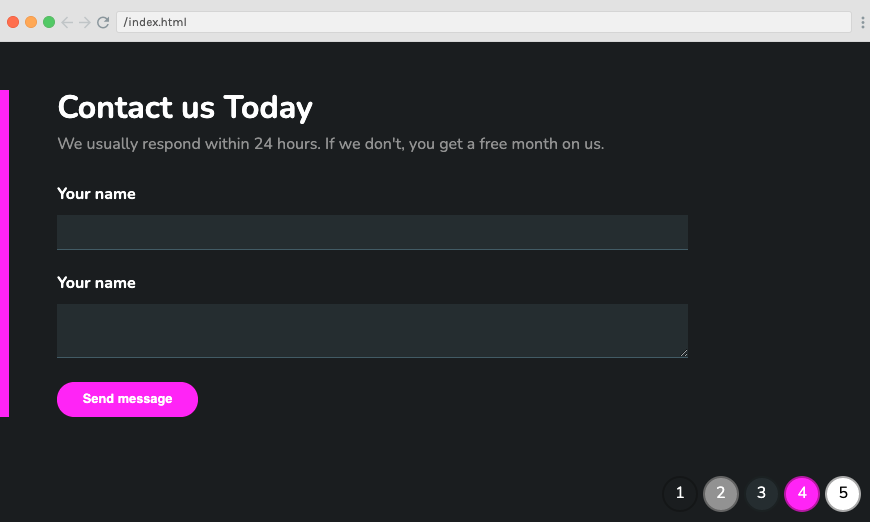 /index.html
Contact us Today
We usually respond within 24 hours. If we don't, you get a free month on us.
Your name
Your name
Send message
1 2 3 4 5